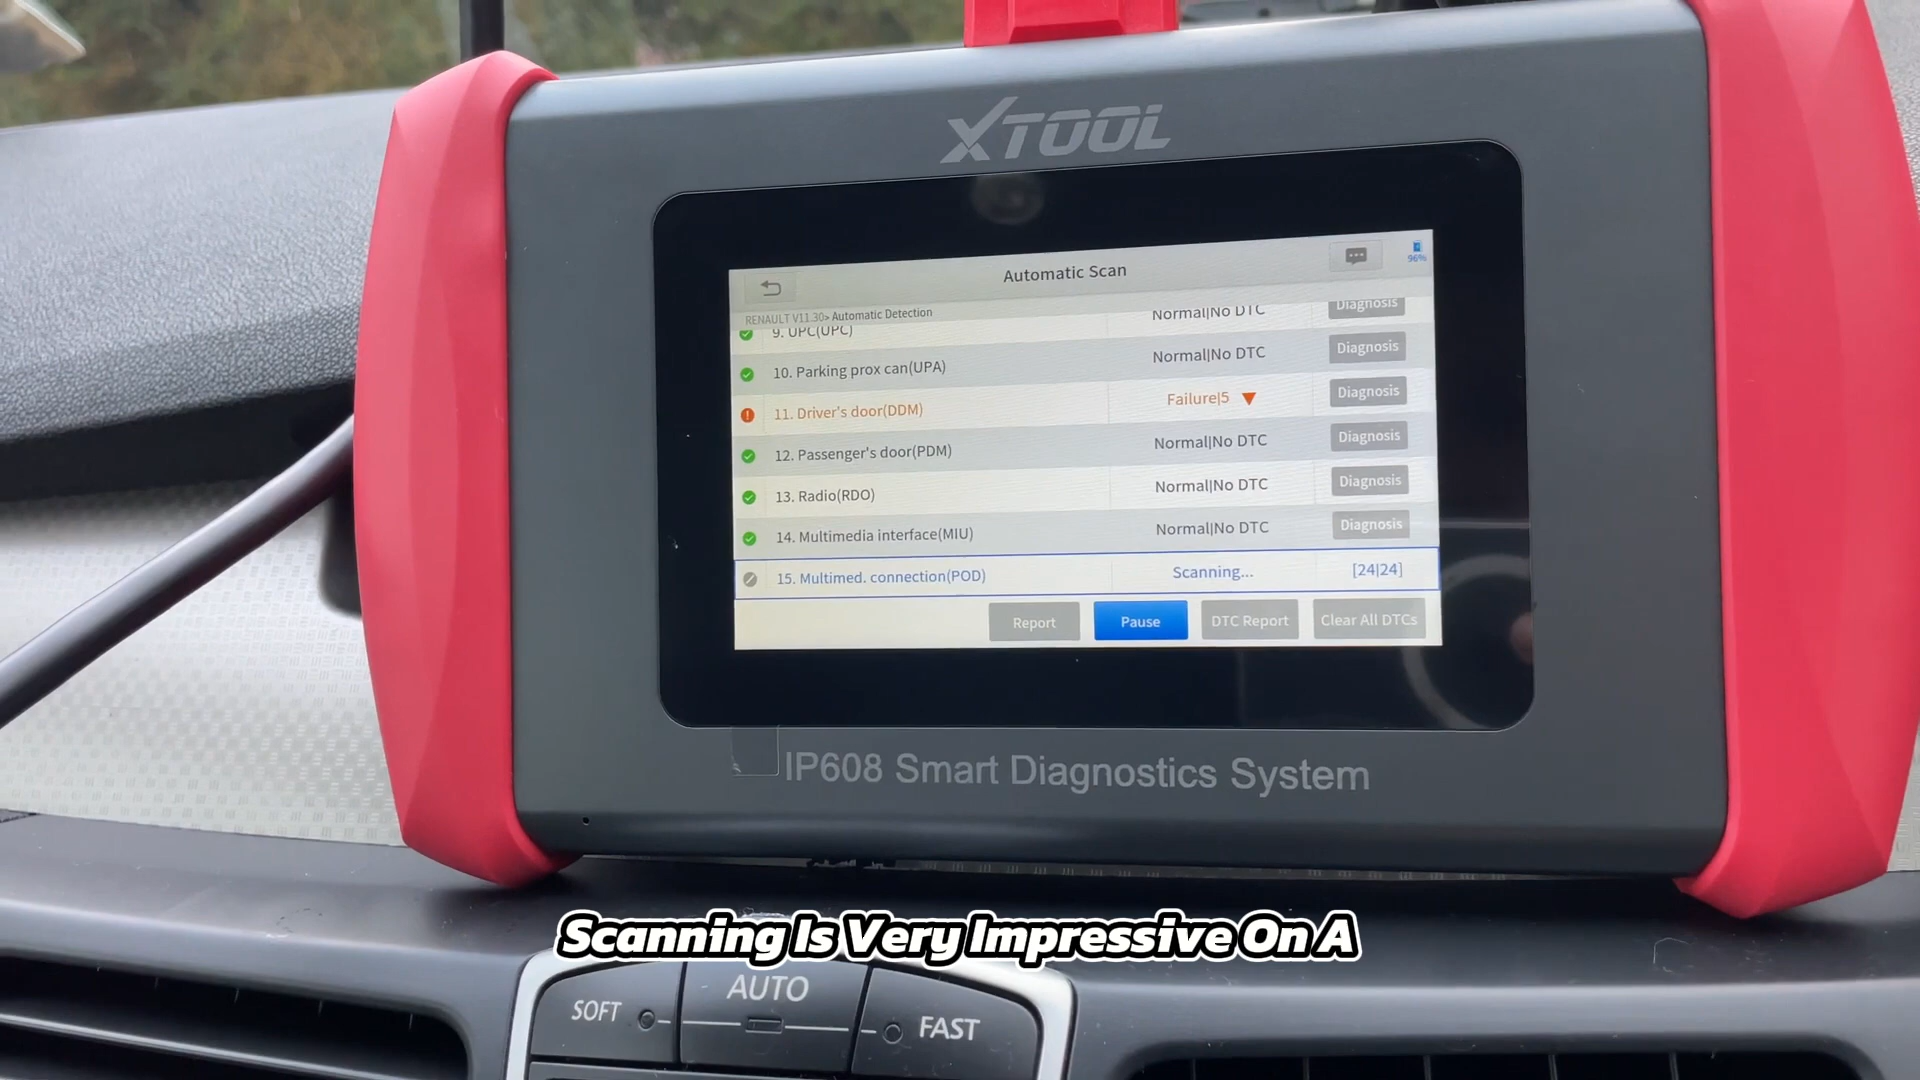 XTOOL
Automatic Scan
96%
RENAULT V11.30> Automatic Detection
9. UPC(UPC) Normal|No DTC Diagnosis
10. Parking prox can(UPA) Normal|No DTC Diagnosis
11. Driver's door(DDM) Failure|5 Diagnosis
12. Passenger's door(PDM) Normal|No DTC Diagnosis
13. Radio(RDO) Normal|No DTC Diagnosis
14. Multimedia interface(MIU) Normal|No DTC Diagnosis
15. Multimed. connection(POD) Scanning... [24|24]
Report Pause DTC Report Clear All DTCs
IP608 Smart Diagnostics System
Scanning Is Very Impressive On A
SOFT AUTO FAST